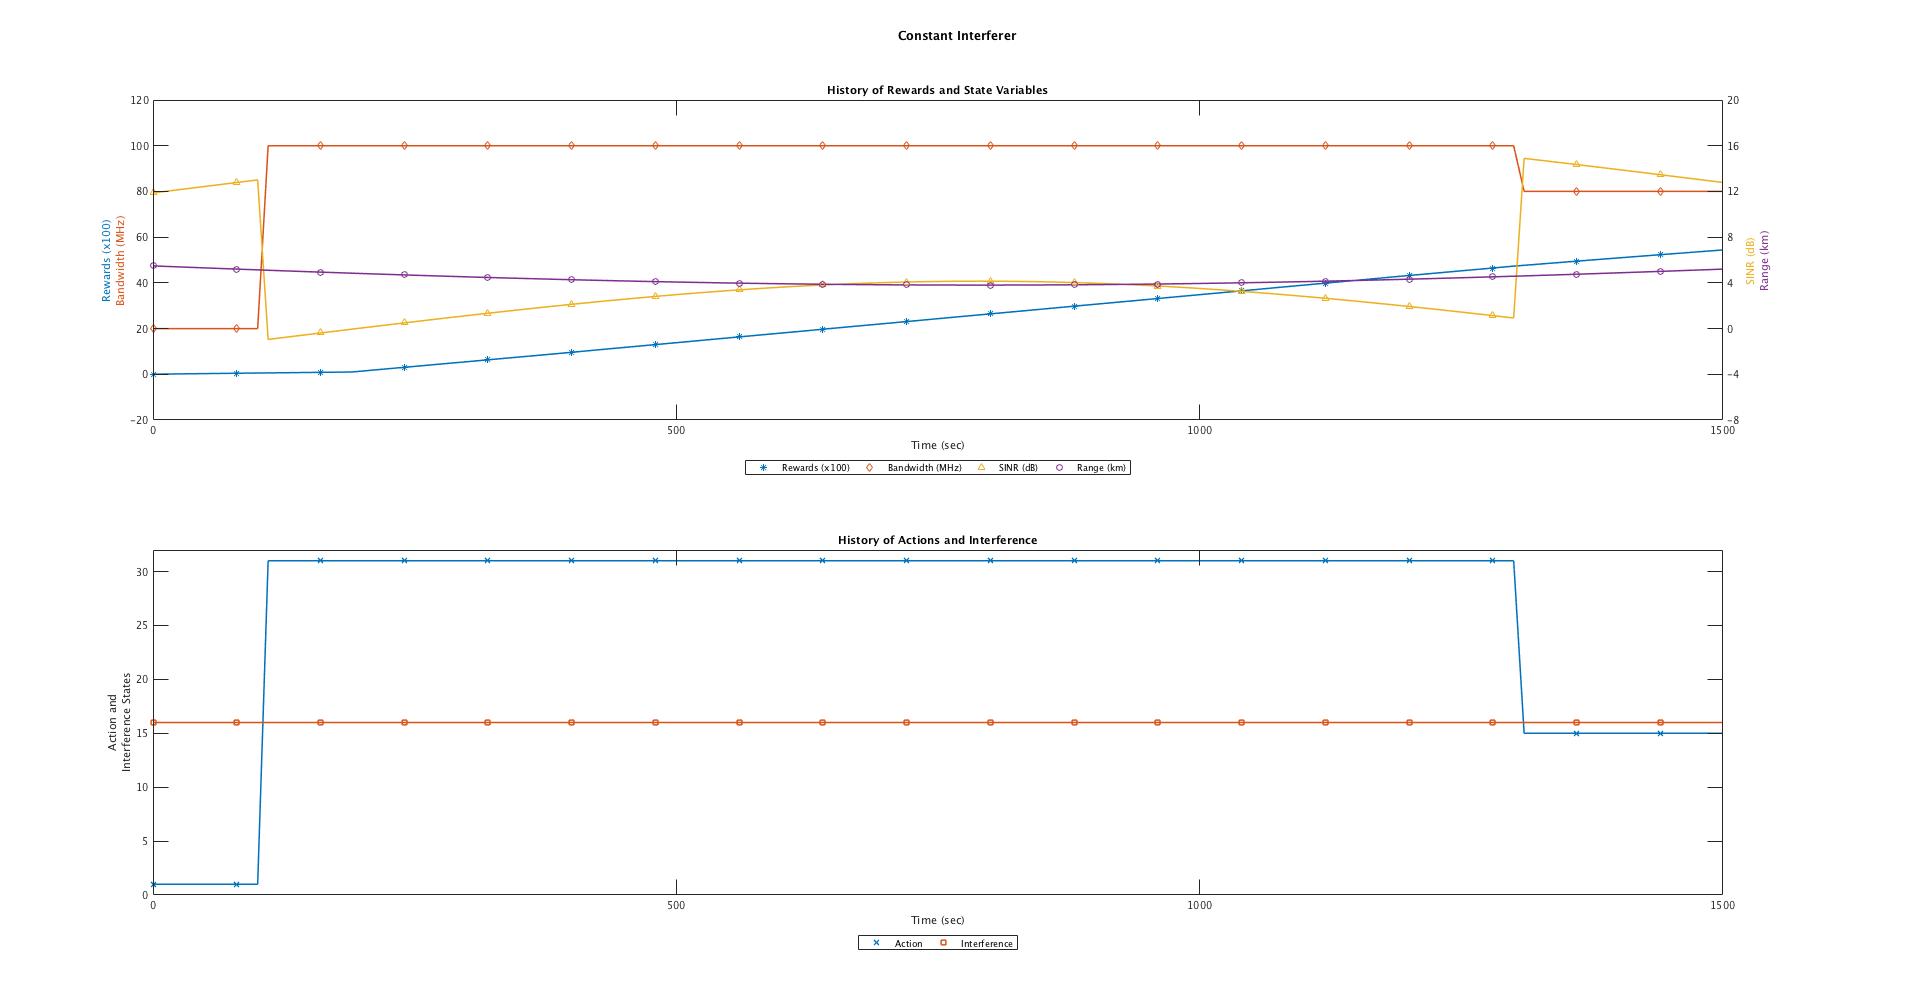 Constant Interferer
History of Rewards and State Variables
Rewards (x100)
Bandwidth (MHz)
120
100
80
60
40
20
0
−20
20
16
12
8
4
0
−4
−8
SINR (dB)
Range (km)
0 500 1000 1500
Time (sec)
Rewards (x100) Bandwidth (MHz) SINR (dB) Range (km)
History of Actions and Interference
Action and
Interference States
30
25
20
15
10
5
0
0 500 1000 1500
Time (sec)
Action Interference